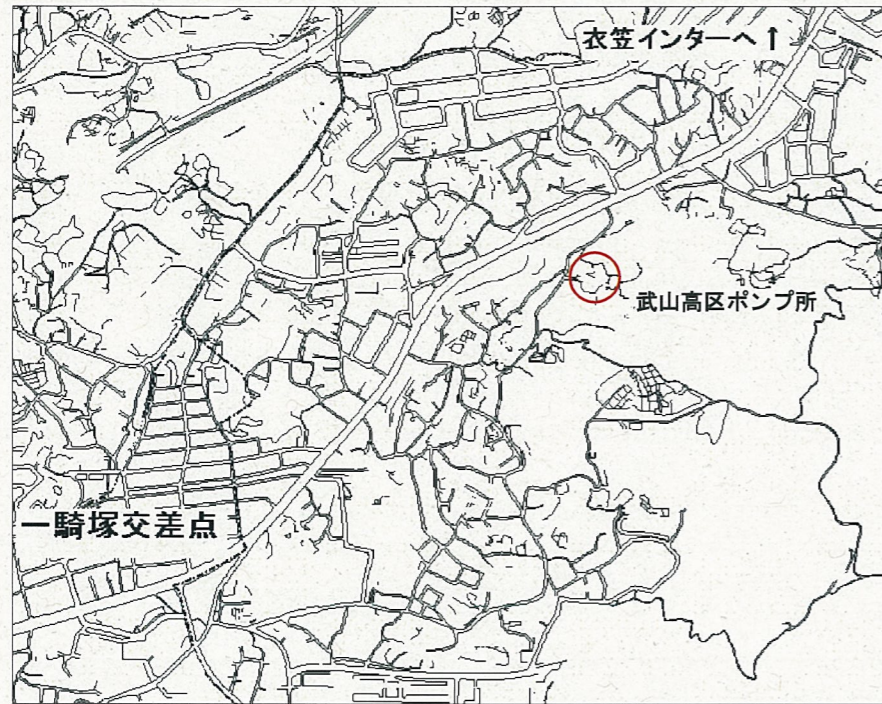 衣笠インターへ↑
武山高区ポンプ所
一騎塚交差点